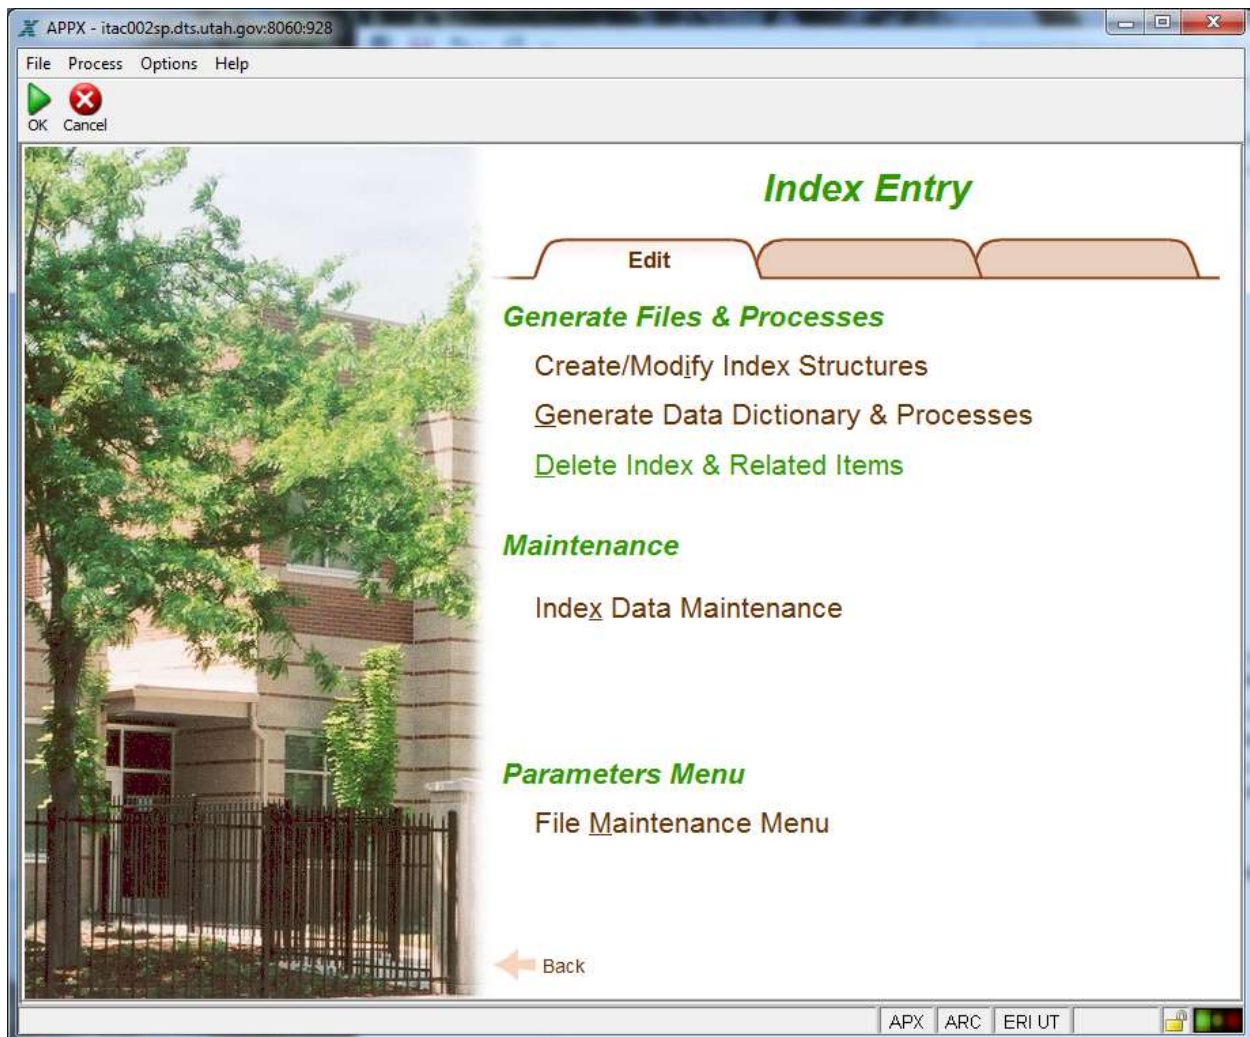 APPX - itac002sp.dts.utah.gov:8060:928
File Process Options Help
OK Cancel
Index Entry
Edit
Generate Files & Processes
Create/Modify Index Structures
Generate Data Dictionary & Processes
Delete Index & Related Items
Maintenance
Index Data Maintenance
Parameters Menu
File Maintenance Menu
Back
APX ARC ERI UT